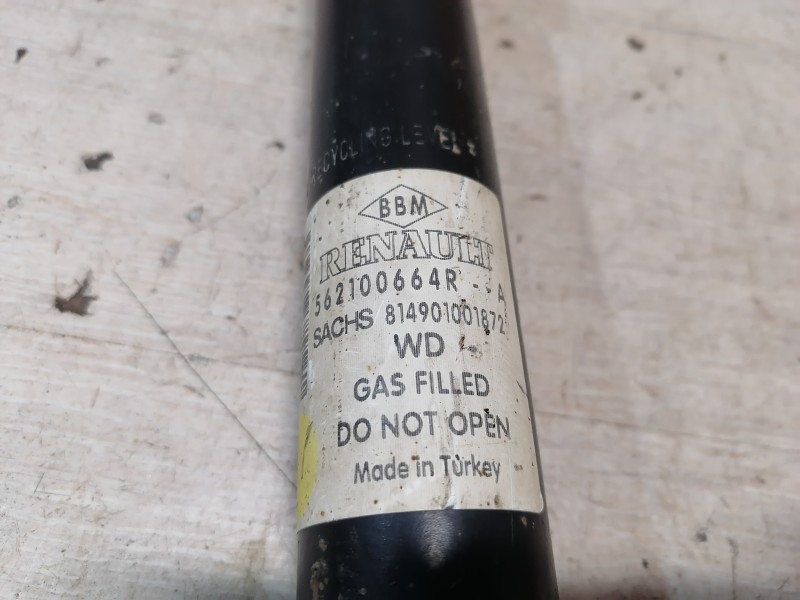 RECYCLING-LEVEL
BBM
RENAULT
562100664R - A
SACHS 814901001872
WD
GAS FILLED
DO NOT OPEN
Made in Turkey